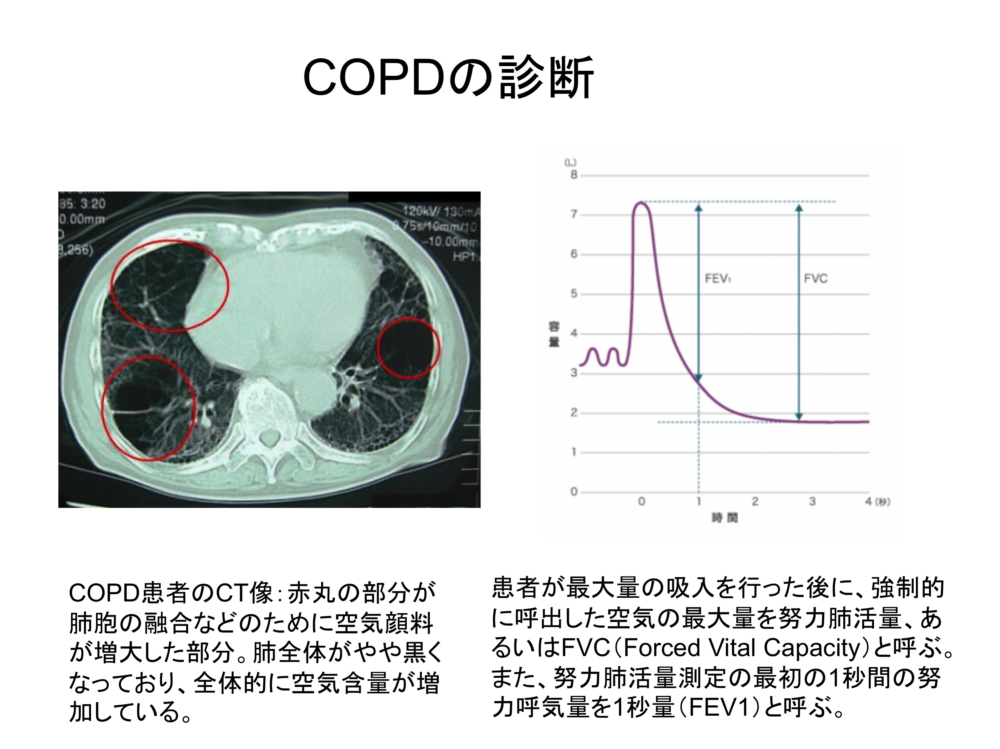 COPDの診断
85: 3:20
0.00mm
,256)
120kV/ 130mA
75s/10mm/10
-10.00mm
HP1
(L)
8
7
6
5
4
3
2
1
0
容量
FEV1
FVC
0 1 2 3 4 (秒)
時間
COPD患者のCT像：赤丸の部分が
肺胞の融合などのために空気顔料
が増大した部分。肺全体がやや黒く
なっており、全体的に空気含量が増
加している。
患者が最大量の吸入を行った後に、強制的
に呼出した空気の最大量を努力肺活量、あ
るいはFVC（Forced Vital Capacity）と呼ぶ。
また、努力肺活量測定の最初の1秒間の努
力呼気量を1秒量（FEV1）と呼ぶ。